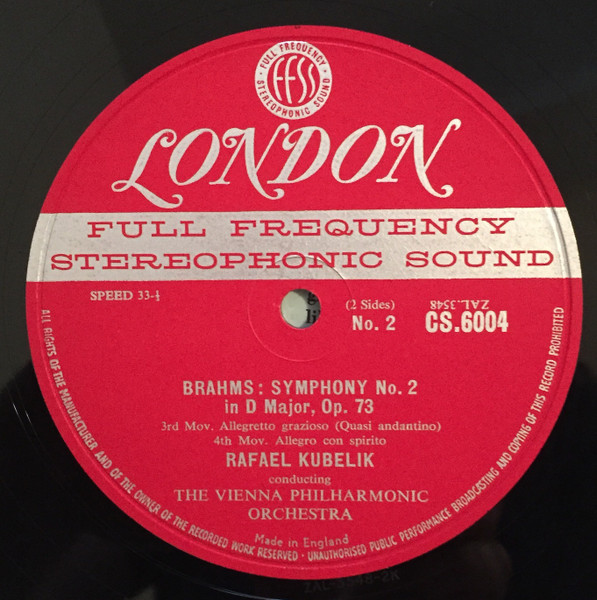 FULL FREQUENCY
FFSS
STEREOPHONIC SOUND
LONDON
FULL FREQUENCY
STEREOPHONIC SOUND
SPEED 33-⅓
(2 Sides)
No. 2
ZAL.3548
CS.6004
BRAHMS: SYMPHONY No. 2
in D Major, Op. 73
3rd Mov. Allegretto grazioso (Quasi andantino)
4th Mov. Allegro con spirito
RAFAEL KUBELIK
conducting
THE VIENNA PHILHARMONIC
ORCHESTRA
Made in England
ALL RIGHTS OF THE MANUFACTURER AND OF THE OWNER OF THE RECORDED WORK RESERVED · UNAUTHORISED PUBLIC PERFORMANCE BROADCASTING AND COPYING OF THIS RECORD PROHIBITED